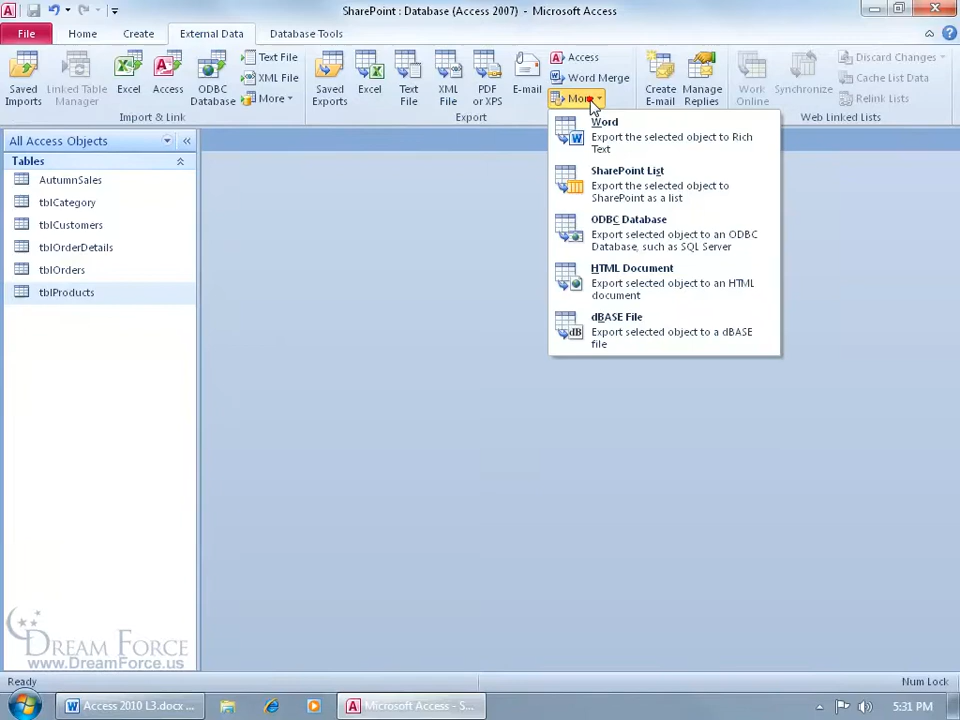 SharePoint : Database (Access 2007) - Microsoft Access
File Home Create External Data Database Tools
Saved Imports
Linked Table Manager
Excel
Access
ODBC Database
Text File
XML File
More
Import & Link
Saved Exports
Excel
Text File
XML File
PDF or XPS
E-mail
Access
Word Merge
More
Export
Create E-mail
Manage Replies
Work Online
Synchronize
Discard Changes
Cache List Data
Relink Lists
Web Linked Lists
All Access Objects
Tables
AutumnSales
tblCategory
tblCustomers
tblOrderDetails
tblOrders
tblProducts
Word
Export the selected object to Rich
Text
SharePoint List
Export the selected object to
SharePoint as a list
ODBC Database
Export selected object to an ODBC
Database, such as SQL Server
HTML Document
Export selected object to an HTML
document
dBASE File
Export selected object to a dBASE
file
DREAM FORCE
www.DreamForce.us
Ready
Num Lock
Access 2010 L3.docx ...
Microsoft Access - S...
5:31 PM